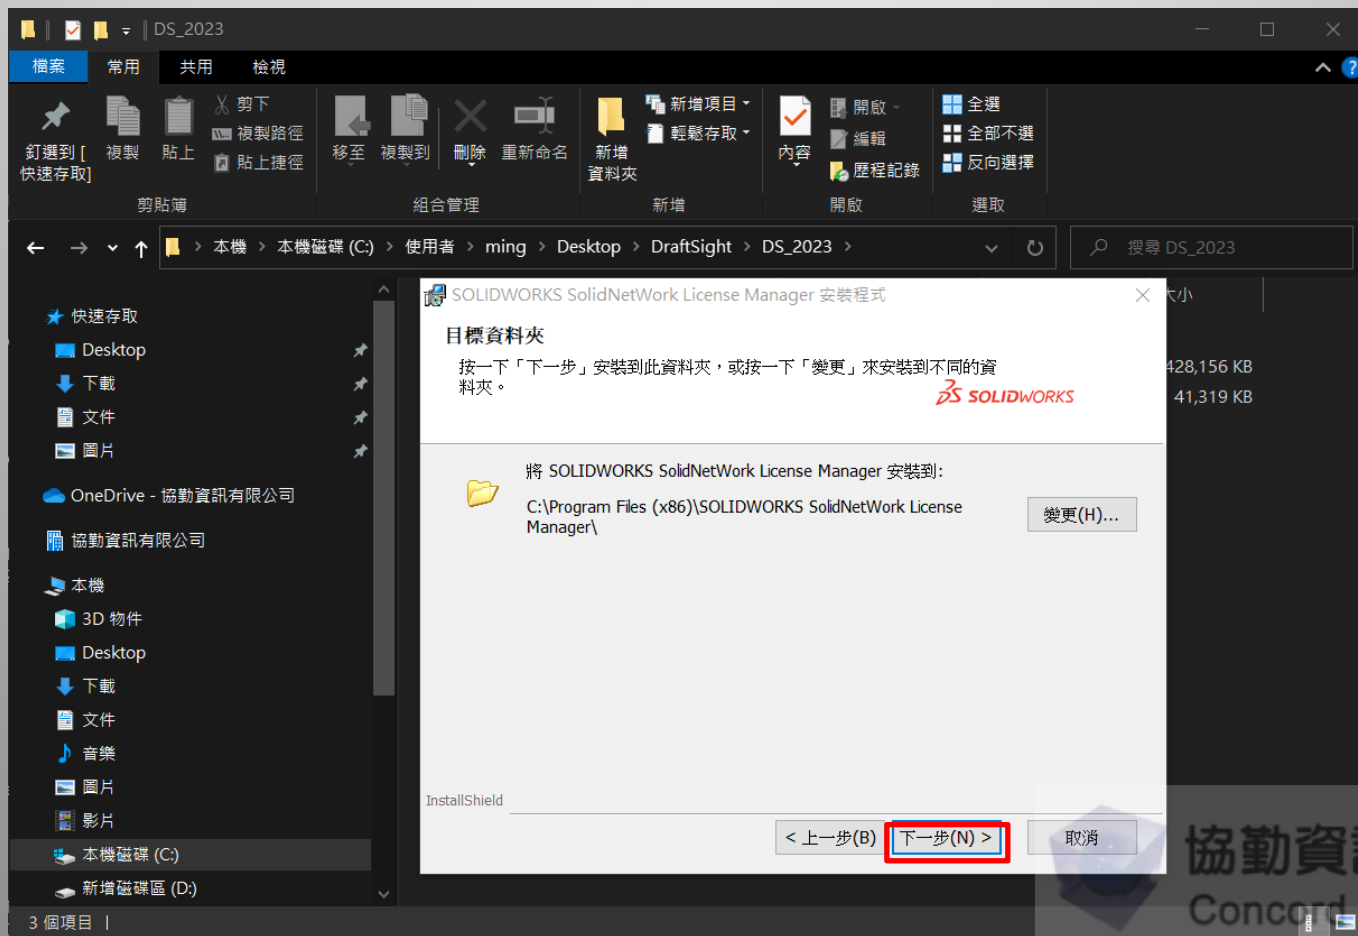 DS_2023
檔案 常用 共用 檢視
釘選到 [
快速存取]
複製
貼上
剪下
複製路徑
貼上捷徑
剪貼簿
移至
複製到
刪除
重新命名
組合管理
新增
資料夾
新增項目
輕鬆存取
新增
內容
開啟
編輯
歷程記錄
開啟
全選
全部不選
反向選擇
選取
本機 > 本機磁碟 (C:) > 使用者 > ming > Desktop > DraftSight > DS_2023 >
搜尋 DS_2023
快速存取
Desktop
下載
文件
圖片
OneDrive - 協勤資訊有限公司
協勤資訊有限公司
本機
3D 物件
Desktop
下載
文件
音樂
圖片
影片
本機磁碟 (C:)
新增磁碟區 (D:)
3 個項目
大小
428,156 KB
41,319 KB
SOLIDWORKS SolidNetWork License Manager 安裝程式
目標資料夾
按一下「下一步」安裝到此資料夾，或按一下「變更」來安裝到不同的資
料夾。
SOLIDWORKS
將 SOLIDWORKS SolidNetWork License Manager 安裝到:
C:\Program Files (x86)\SOLIDWORKS SolidNetWork License
Manager\
變更(H)...
InstallShield
< 上一步(B)
下一步(N) >
取消
協勤資
Concord